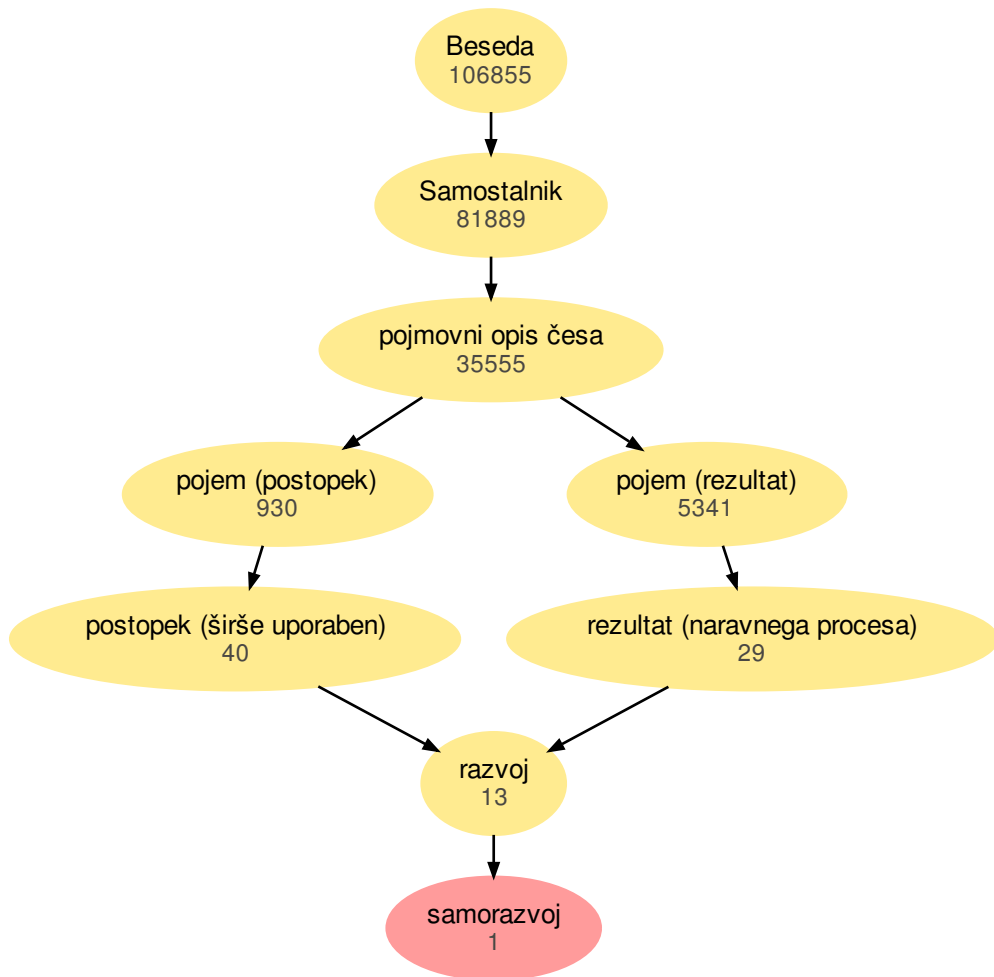 Beseda
106855
Samostalnik
81889
pojmovni opis česa
35555
pojem (postopek)
930
pojem (rezultat)
5341
postopek (širše uporaben)
40
rezultat (naravnega procesa)
29
razvoj
13
samorazvoj
1